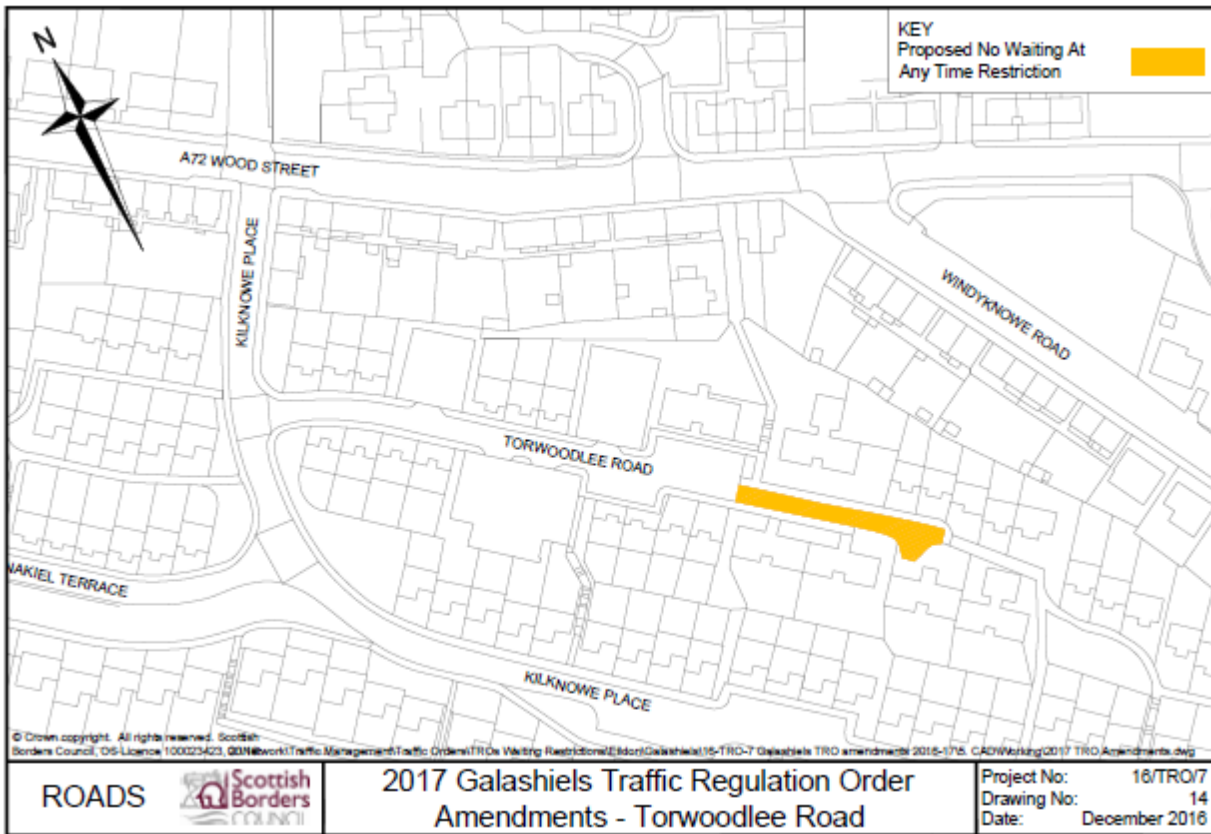 KEY
Proposed No Waiting At
Any Time Restriction
N
A72 WOOD STREET
KILKNOWE PLACE
WINDYKNOWE ROAD
TORWOODLEE ROAD
NAKIEL TERRACE
KILKNOWE PLACE
© Crown copyright. All rights reserved. Scottish
Borders Council, OS Licence 100023423,
ROADS
Scottish
Borders
COUNCIL
2017 Galashiels Traffic Regulation Order
Amendments - Torwoodlee Road
Project No: 16/TRO/7
Drawing No: 14
Date: December 2016